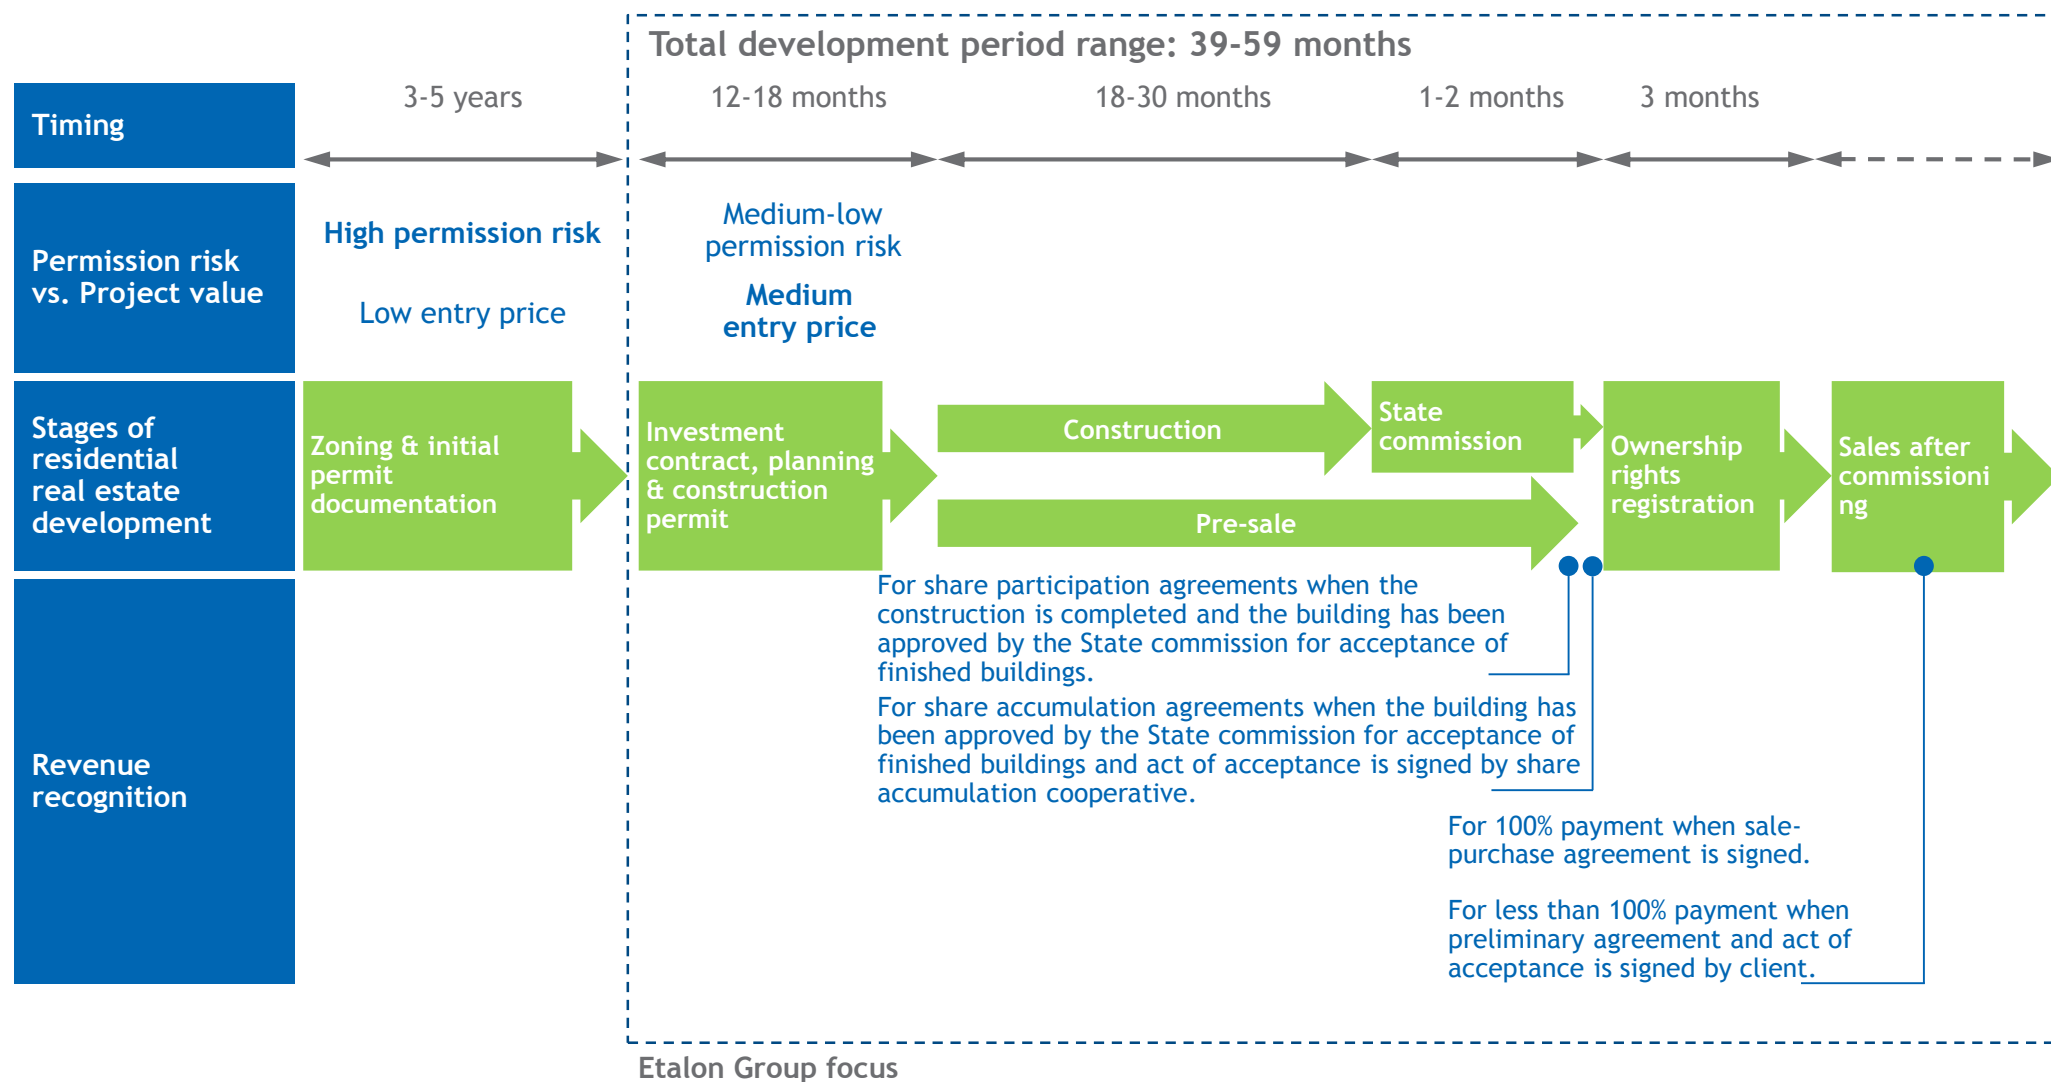 Total development period range: 39-59 months
Timing
3-5 years
12-18 months
18-30 months
1-2 months
3 months
Permission risk
vs. Project value
High permission risk
Low entry price
Medium-low
permission risk
Medium
entry price
Stages of
residential
real estate
development
Zoning & initial
permit
documentation
Investment
contract, planning
& construction
permit
Construction
Pre-sale
State
commission
Ownership
rights
registration
Sales after
commissioni
ng
Revenue
recognition
For share participation agreements when the
construction is completed and the building has been
approved by the State commission for acceptance of
finished buildings.
For share accumulation agreements when the building has
been approved by the State commission for acceptance of
finished buildings and act of acceptance is signed by share
accumulation cooperative.
For 100% payment when sale-
purchase agreement is signed.
For less than 100% payment when
preliminary agreement and act of
acceptance is signed by client.
Etalon Group focus